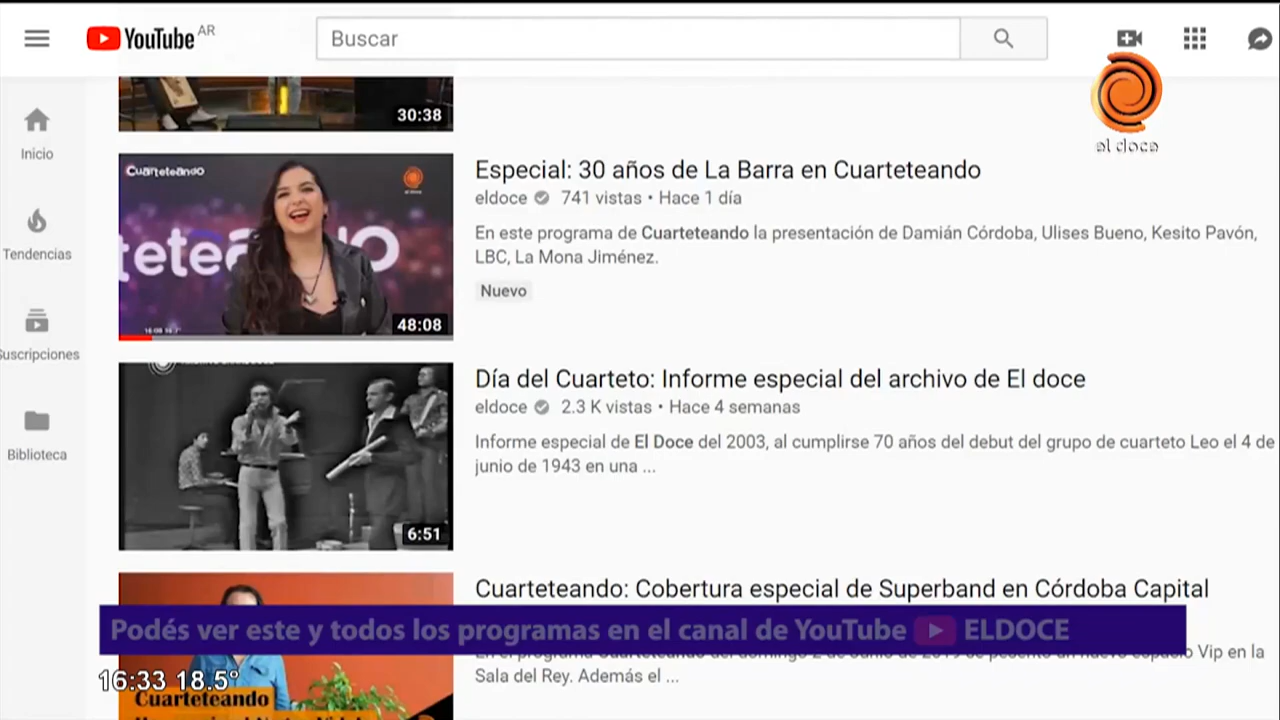 YouTube AR
Buscar
el doce
30:38
Inicio
Tendencias
Suscripciones
Biblioteca
Cuarteteando
el doce
48:08
Especial: 30 años de La Barra en Cuarteteando
eldoce 741 vistas • Hace 1 día
En este programa de Cuarteteando la presentación de Damián Córdoba, Ulises Bueno, Kesito Pavón,
LBC, La Mona Jiménez.
Nuevo
6:51
Día del Cuarteto: Informe especial del archivo de El doce
eldoce 2.3 K vistas • Hace 4 semanas
Informe especial de El Doce del 2003, al cumplirse 70 años del debut del grupo de cuarteto Leo el 4 de
junio de 1943 en una ...
Cuarteteando: Cobertura especial de Superband en Córdoba Capital
Podés ver este y todos los programas en el canal de YouTube ELDOCE
Vip en la
Sala del Rey. Además el ...
16:33 18.5°
Cuarteteando